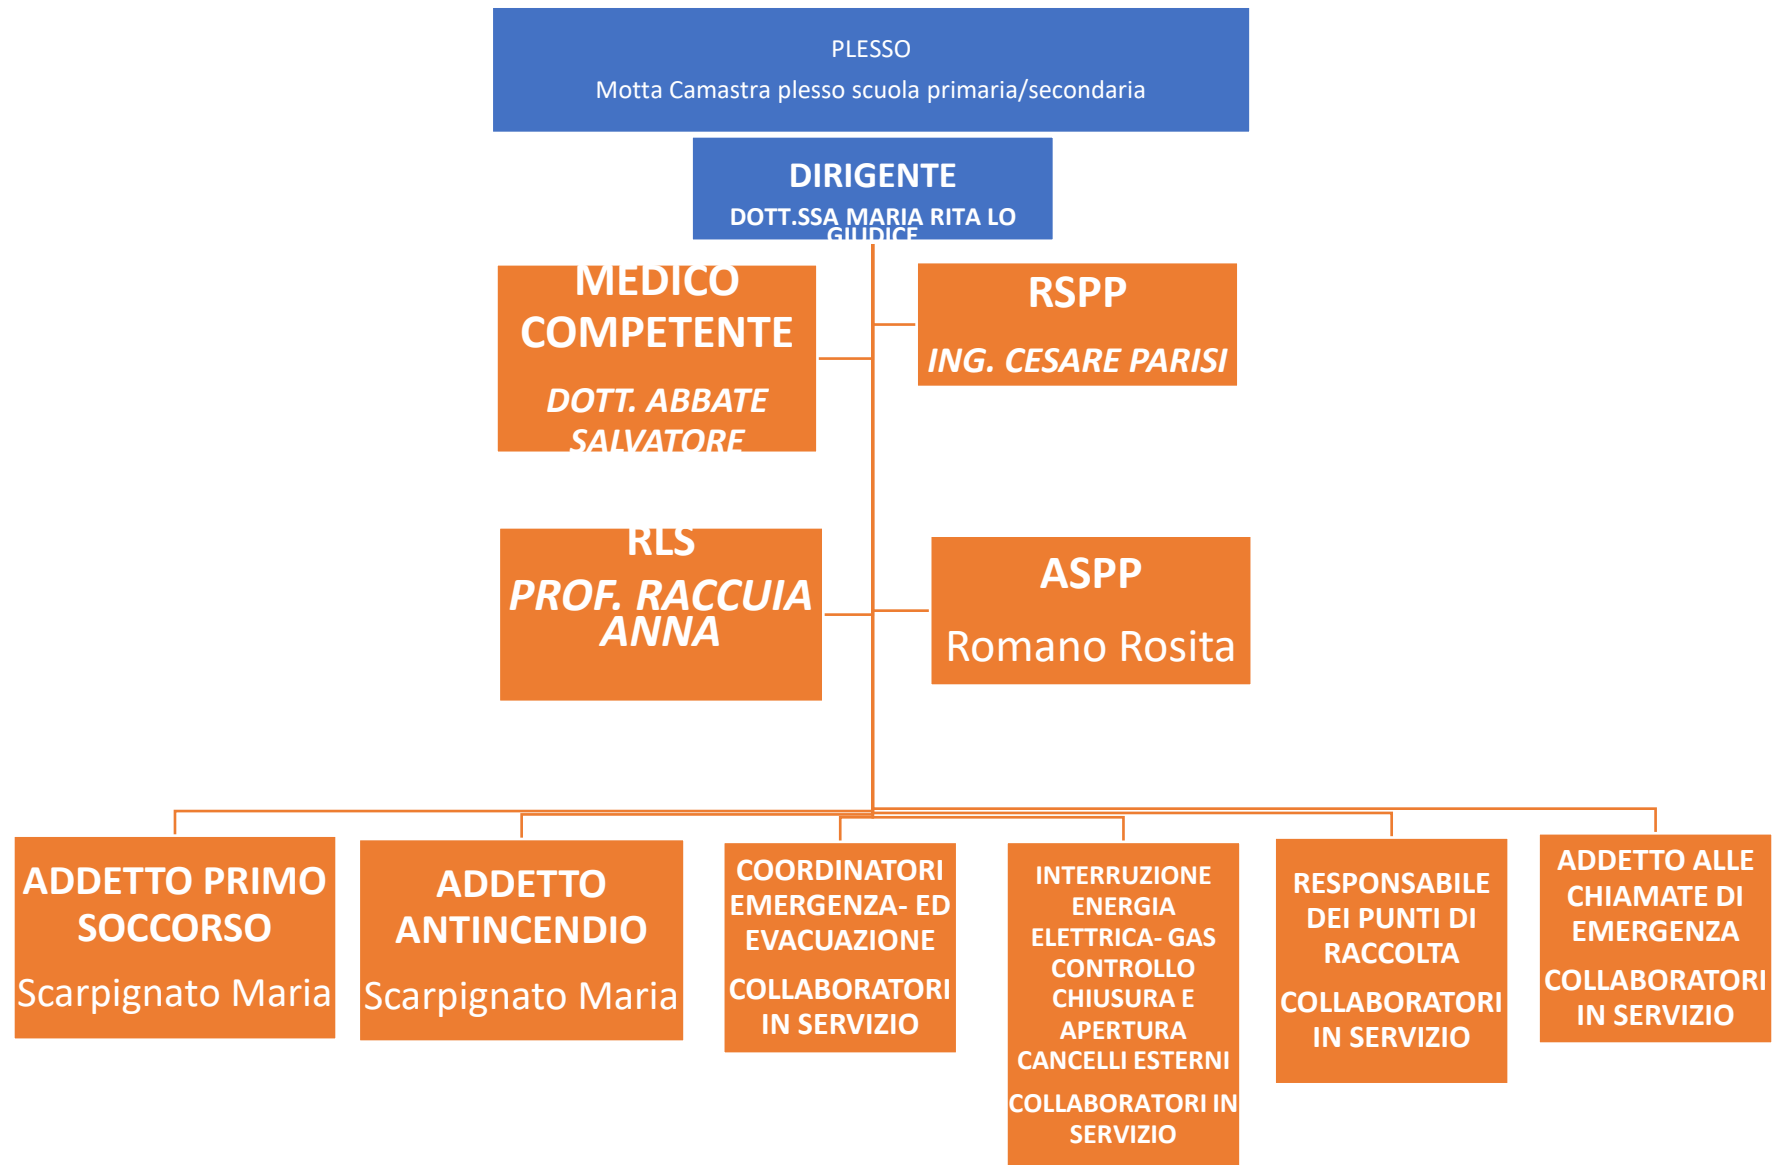 PLESSO
Motta Camastra plesso scuola primaria/secondaria
DIRIGENTE
DOTT.SSA MARIA RITA LO
GIUDICE
MEDICO
COMPETENTE
DOTT. ABBATE
SALVATORE
RSPP
ING. CESARE PARISI
RLS
PROF. RACCUIA
ANNA
ASPP
Romano Rosita
ADDETTO PRIMO
SOCCORSO
Scarpignato Maria
ADDETTO
ANTINCENDIO
Scarpignato Maria
COORDINATORI
EMERGENZA- ED
EVACUAZIONE
COLLABORATORI
IN SERVIZIO
INTERRUZIONE
ENERGIA
ELETTRICA- GAS
CONTROLLO
CHIUSURA E
APERTURA
CANCELLI ESTERNI
COLLABORATORI IN
SERVIZIO
RESPONSABILE
DEI PUNTI DI
RACCOLTA
COLLABORATORI
IN SERVIZIO
ADDETTO ALLE
CHIAMATE DI
EMERGENZA
COLLABORATORI
IN SERVIZIO